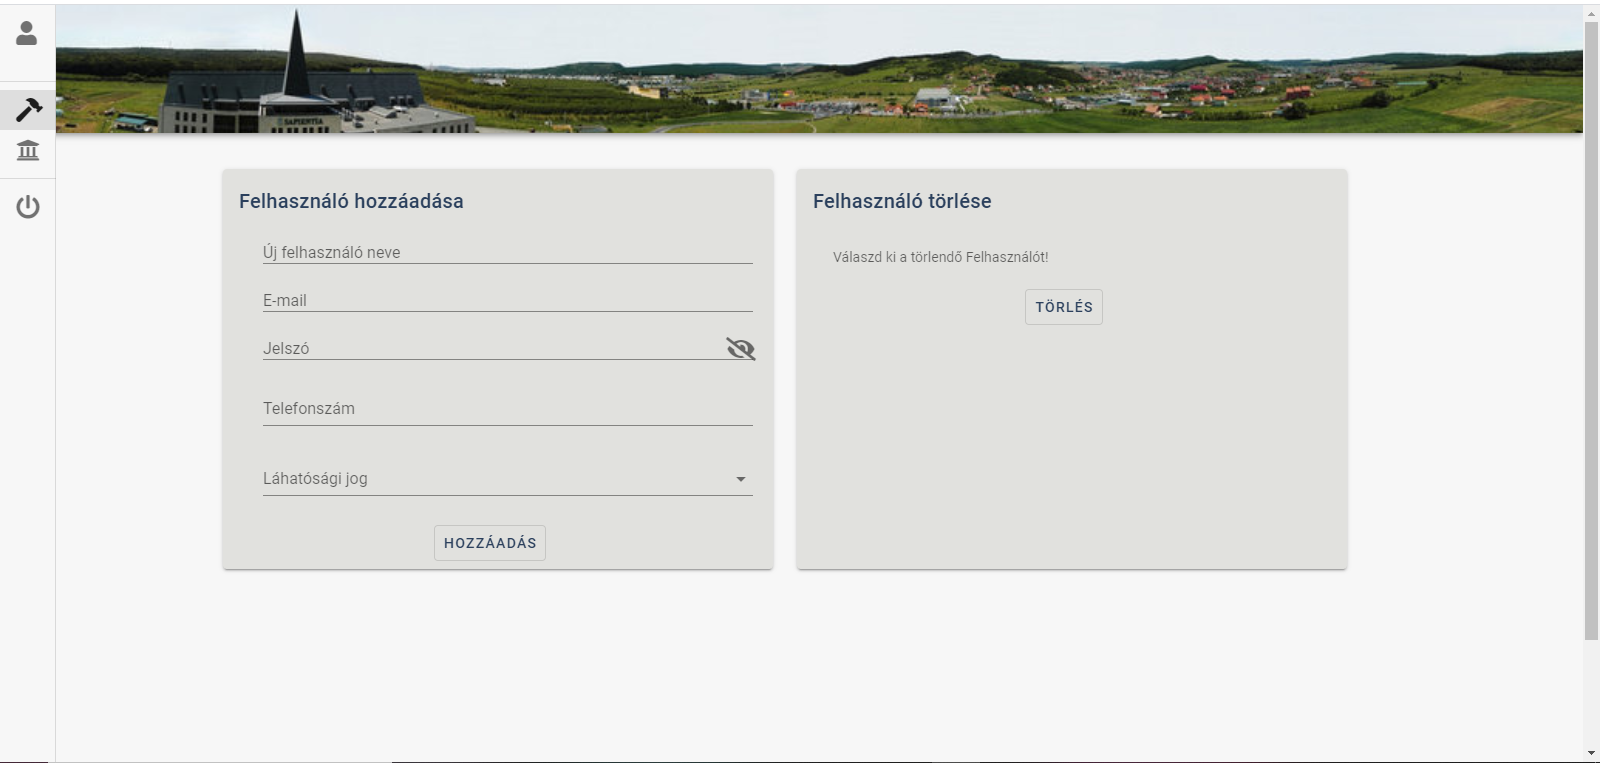 SAPIENTIA
Felhasználó hozzáadása
Új felhasználó neve
E-mail
Jelszó
Telefonszám
Láhatósági jog
HOZZÁADÁS
Felhasználó törlése
Válaszd ki a törlendő Felhasználót!
TÖRLÉS